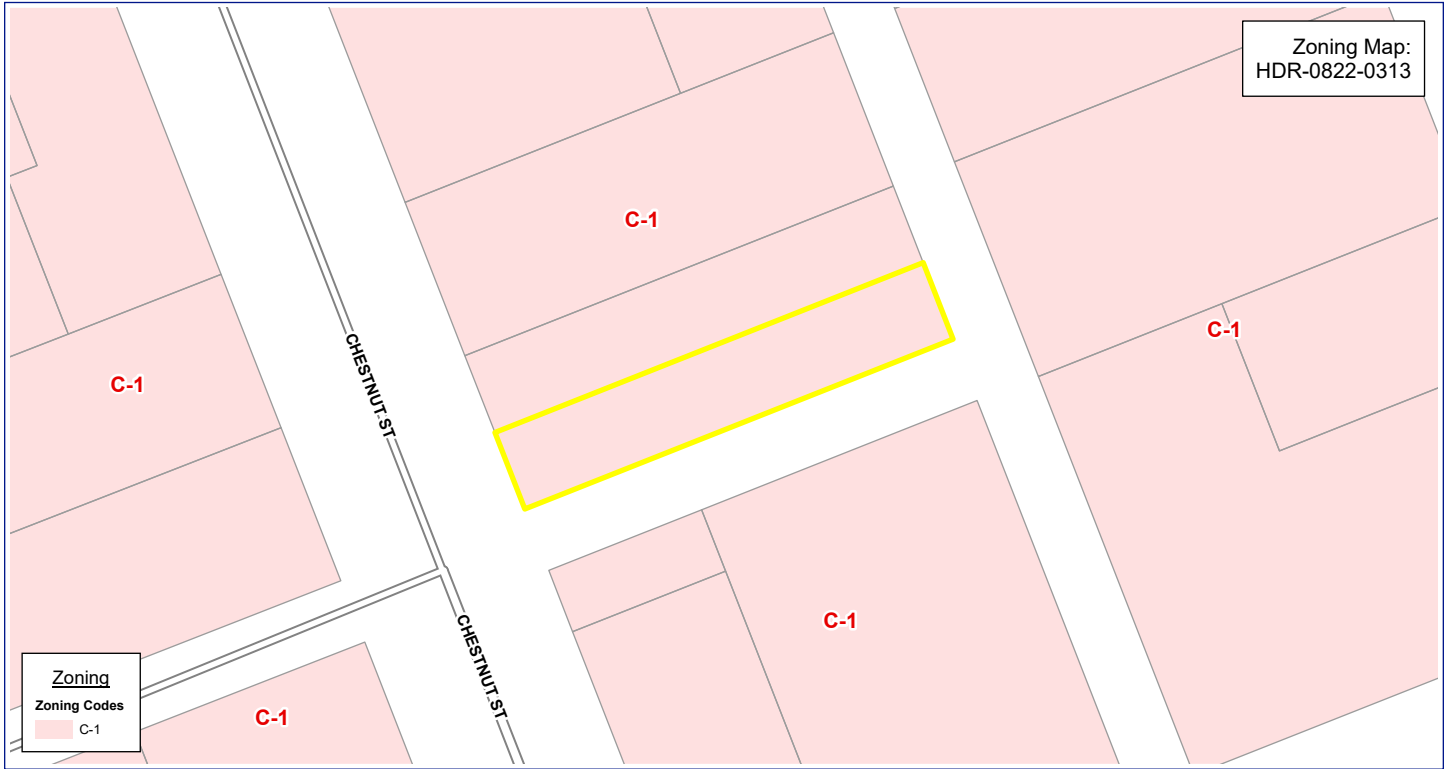 Zoning Map:
HDR-0822-0313
C-1
C-1
CHESTNUT ST
C-1
C-1
CHESTNUT ST
C-1
Zoning
Zoning Codes
C-1